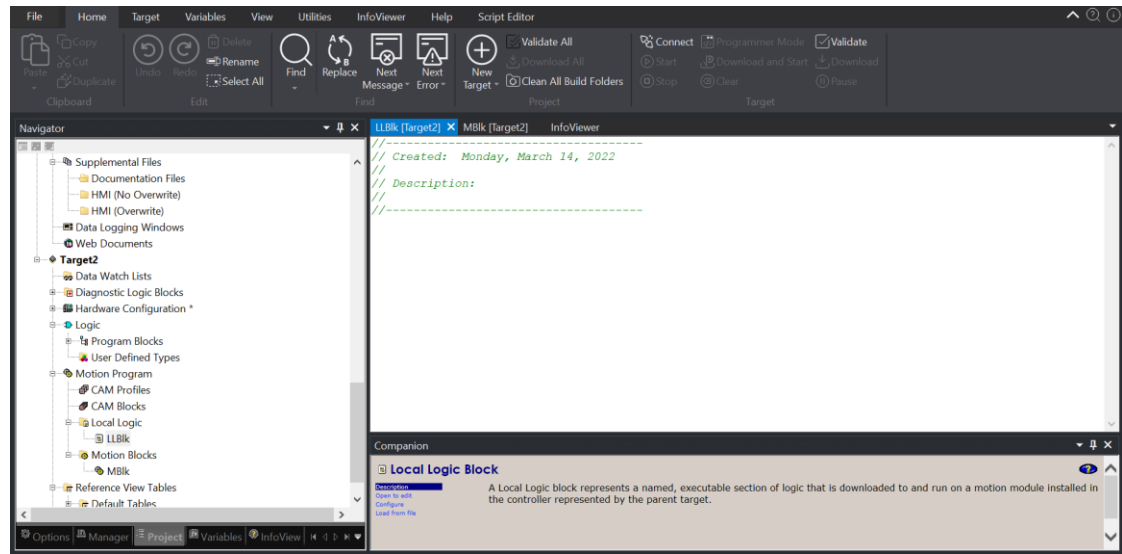 File Home Target Variables View Utilities InfoViewer Help Script Editor
Paste
Copy
Cut
Duplicate
Clipboard
Undo
Redo
Delete
Rename
Select All
Edit
Find
Replace
Next Message
Next Error
Find
New Target
Validate All
Download All
Clean All Build Folders
Project
Connect
Programmer Mode
Validate
Start
Download and Start
Download
Stop
Clear
Pause
Target
Navigator
Supplemental Files
Documentation Files
HMI (No Overwrite)
HMI (Overwrite)
Data Logging Windows
Web Documents
Target2
Data Watch Lists
Diagnostic Logic Blocks
Hardware Configuration *
Logic
Program Blocks
User Defined Types
Motion Program
CAM Profiles
CAM Blocks
Local Logic
LLBlk
Motion Blocks
MBlk
Reference View Tables
Default Tables
Options Manager Project Variables InfoView
LLBlk [Target2] MBlk [Target2] InfoViewer
//-------------------------------------
// Created: Monday, March 14, 2022
//
// Description:
//
//-------------------------------------
Companion
Local Logic Block
Description
Open to edit
Configure
Load from file
A Local Logic block represents a named, executable section of logic that is downloaded to and run on a motion module installed in
the controller represented by the parent target.